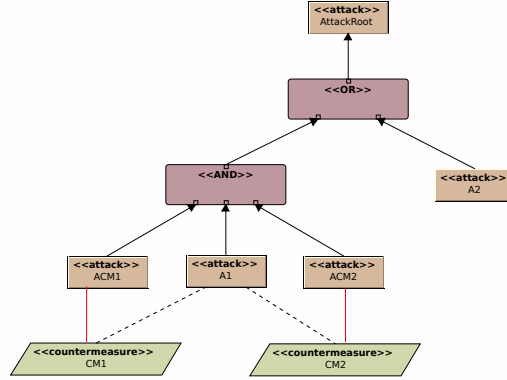 <<attack>>
AttackRoot
<<OR>>
<<AND>>
<<attack>>
A2
<<attack>>
ACM1
<<attack>>
A1
<<attack>>
ACM2
<<countermeasure>>
CM1
<<countermeasure>>
CM2